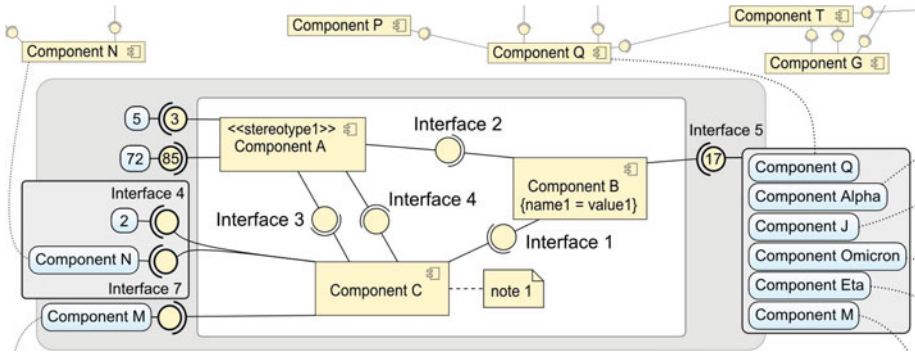 Component P
Component T
Component N
Component Q
Component G
5
3
<<stereotype1>>
Component A
Interface 2
Interface 5
72
85
17
Component Q
Interface 4
Component B
{name1 = value1}
Component Alpha
2
Interface 3
Interface 4
Component J
Interface 1
Component N
Component Omicron
Interface 7
Component C
note 1
Component Eta
Component M
Component M